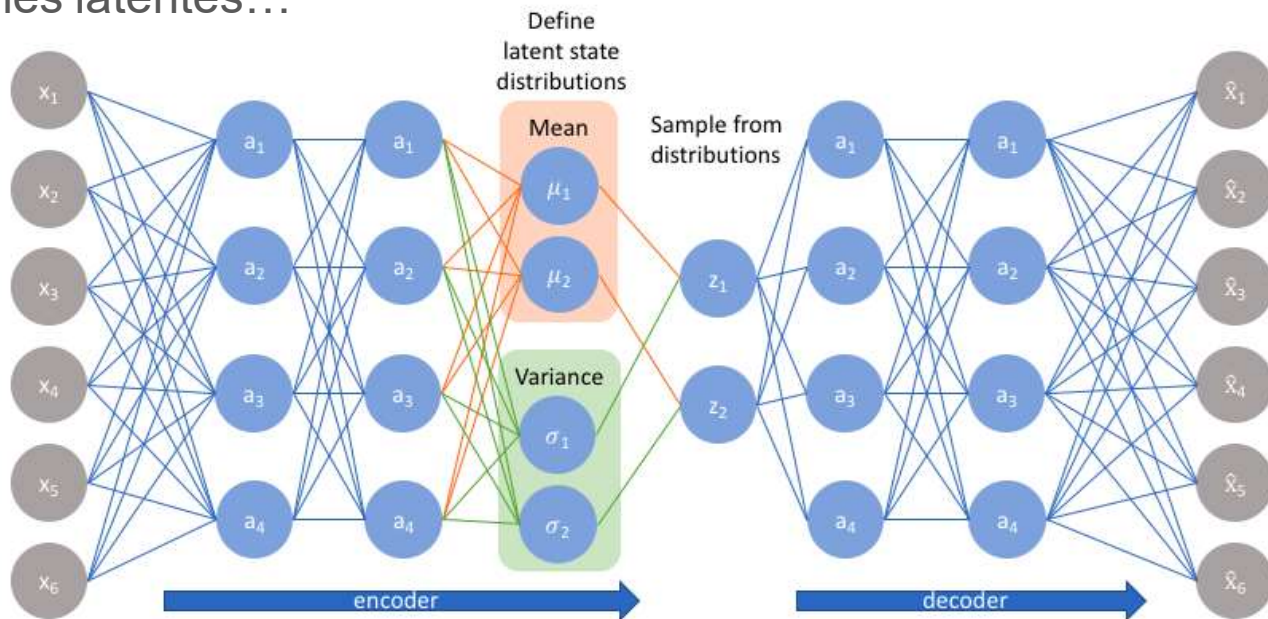 nes latentes…
Define
latent state
distributions
Mean
Sample from
distributions
Variance
x₁
x₂
x₃
x₄
x₅
x₆
a₁
a₂
a₃
a₄
a₁
a₂
a₃
a₄
μ₁
μ₂
σ₁
σ₂
z₁
z₂
a₁
a₂
a₃
a₄
a₁
a₂
a₃
a₄
x̂₁
x̂₂
x̂₃
x̂₄
x̂₅
x̂₆
encoder
decoder